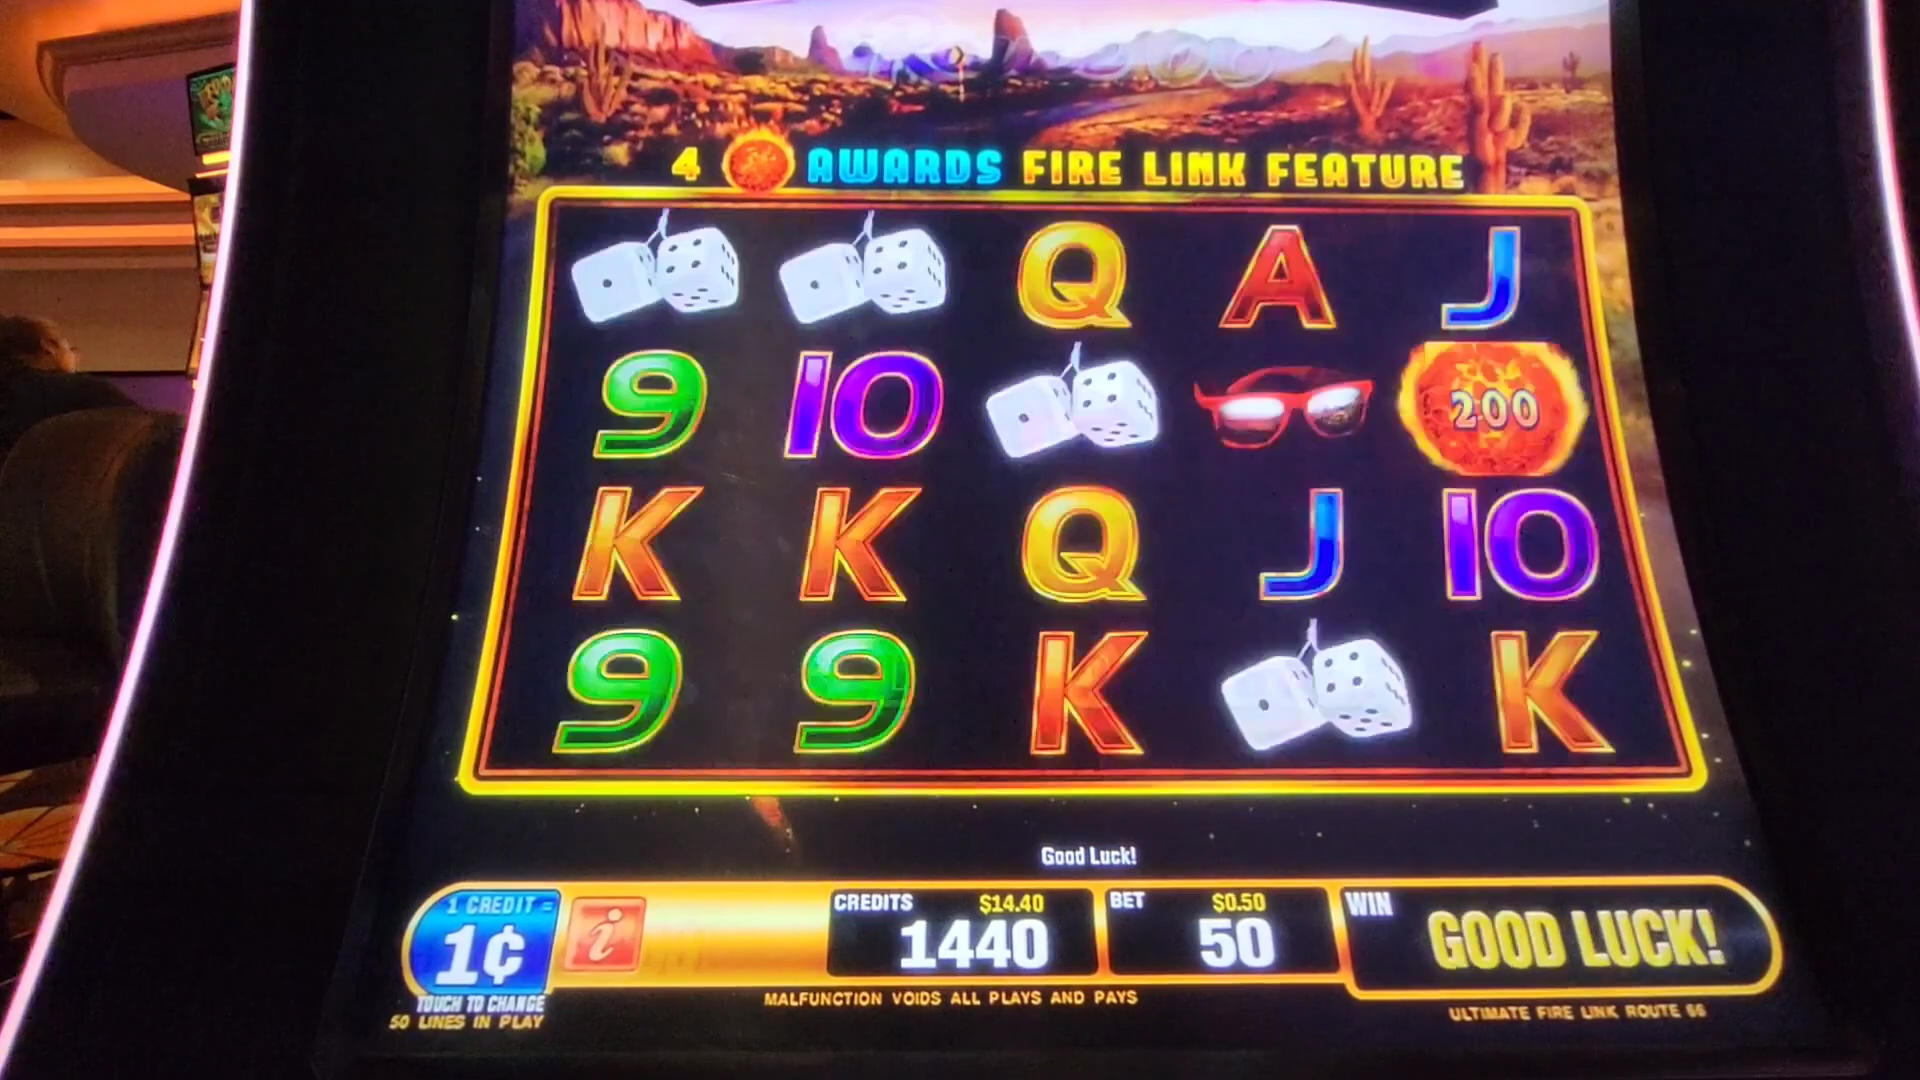 4 AWARDS FIRE LINK FEATURE
Q A J
9 10 200
K K Q J 10
9 9 K K
Good Luck!
1 CREDIT =
1¢
TOUCH TO CHANGE
50 LINES IN PLAY
i
CREDITS $14.40
1440
BET $0.50
50
WIN
GOOD LUCK!
MALFUNCTION VOIDS ALL PLAYS AND PAYS
ULTIMATE FIRE LINK ROUTE 66